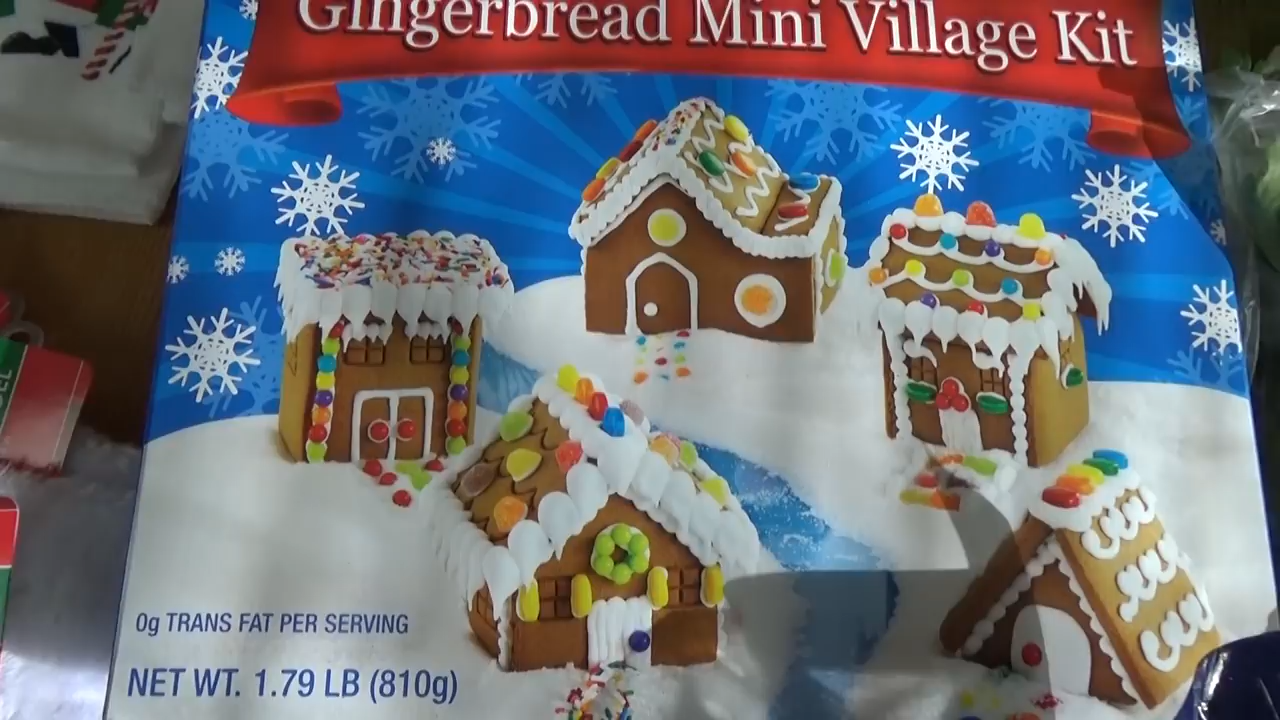 Gingerbread Mini Village Kit
0g TRANS FAT PER SERVING
NET WT. 1.79 LB (810g)